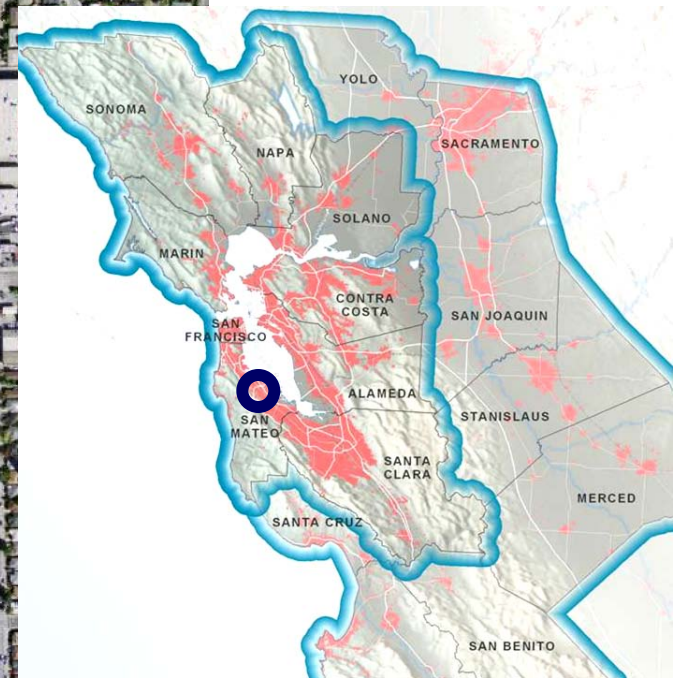 YOLO
SONOMA
SACRAMENTO
NAPA
SOLANO
MARIN
CONTRA
COSTA
SAN JOAQUIN
SAN
FRANCISCO
ALAMEDA
STANISLAUS
SAN
MATEO
SANTA
CLARA
MERCED
SANTA CRUZ
SAN BENITO